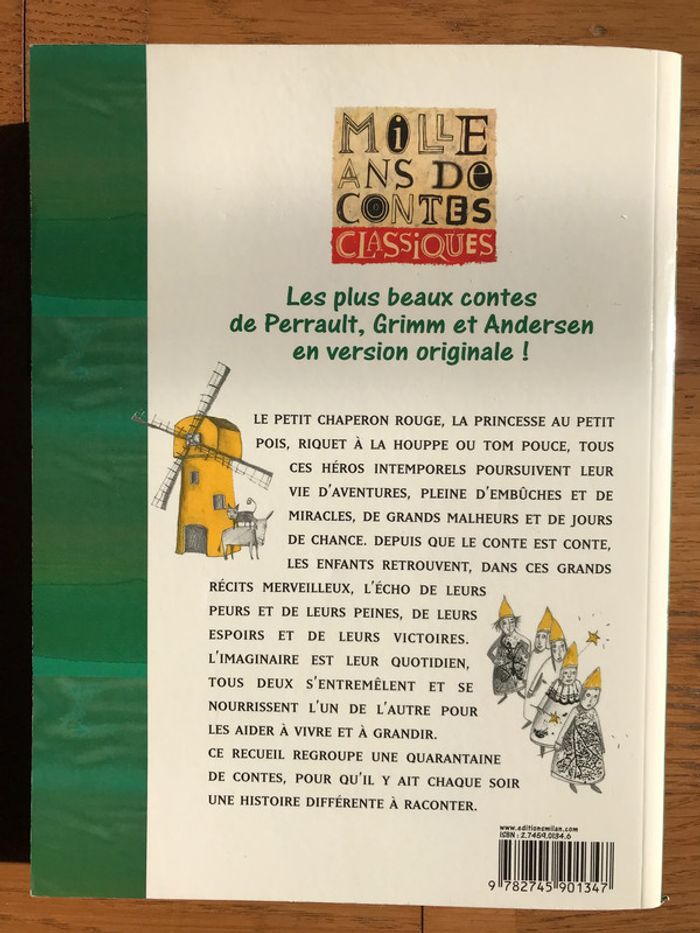 MiLLE
ANS DE
CONTES
CLASSiQUES
Les plus beaux contes
de Perrault, Grimm et Andersen
en version originale !
LE PETIT CHAPERON ROUGE, LA PRINCESSE AU PETIT
POIS, RIQUET À LA HOUPPE OU TOM POUCE, TOUS
CES HÉROS INTEMPORELS POURSUIVENT LEUR
VIE D'AVENTURES, PLEINE D'EMBÛCHES ET DE
MIRACLES, DE GRANDS MALHEURS ET DE JOURS
DE CHANCE. DEPUIS QUE LE CONTE EST CONTE,
LES ENFANTS RETROUVENT, DANS CES GRANDS
RÉCITS MERVEILLEUX, L'ÉCHO DE LEURS
PEURS ET DE LEURS PEINES, DE LEURS
ESPOIRS ET DE LEURS VICTOIRES.
L'IMAGINAIRE EST LEUR QUOTIDIEN,
TOUS DEUX S'ENTREMÊLENT ET SE
NOURRISSENT L'UN DE L'AUTRE POUR
LES AIDER À VIVRE ET À GRANDIR.
CE RECUEIL REGROUPE UNE QUARANTAINE
DE CONTES, POUR QU'IL Y AIT CHAQUE SOIR
UNE HISTOIRE DIFFÉRENTE À RACONTER.
www.editionsmilan.com
ISBN : 2.7459.0134.6
9 782745 901347